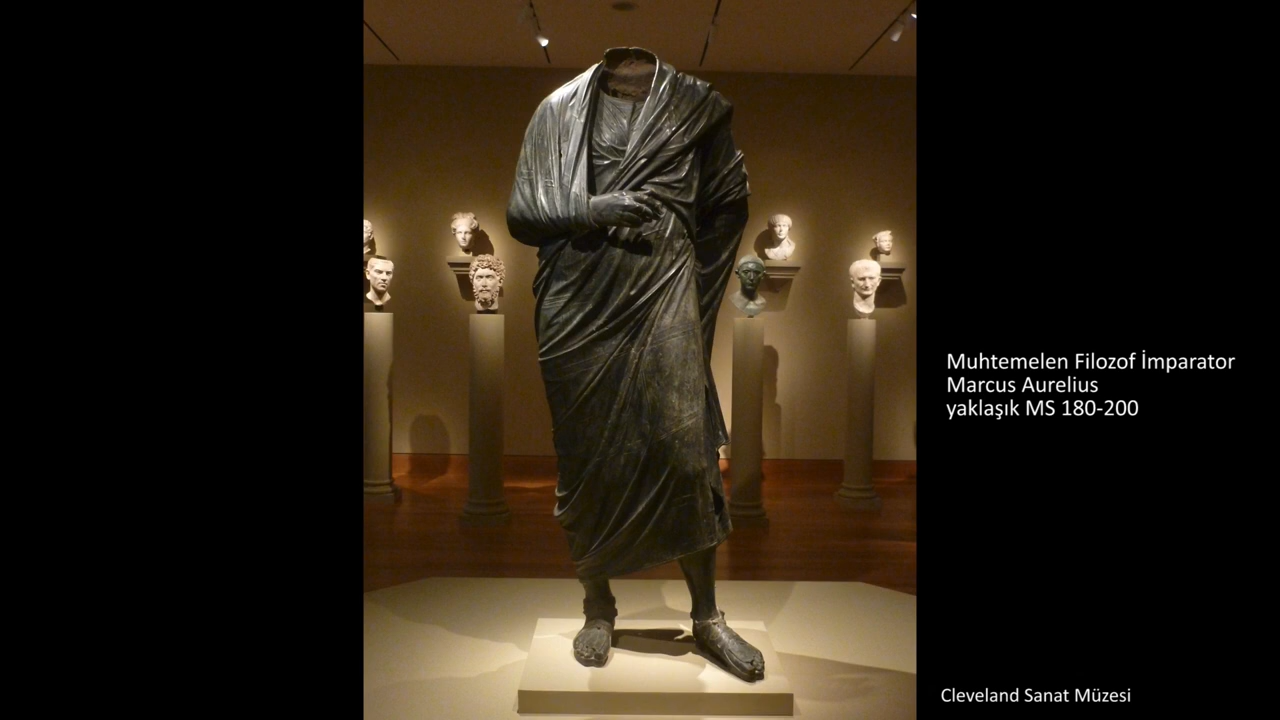 Muhtemelen Filozof İmparator
Marcus Aurelius
yaklaşık MS 180-200
Cleveland Sanat Müzesi